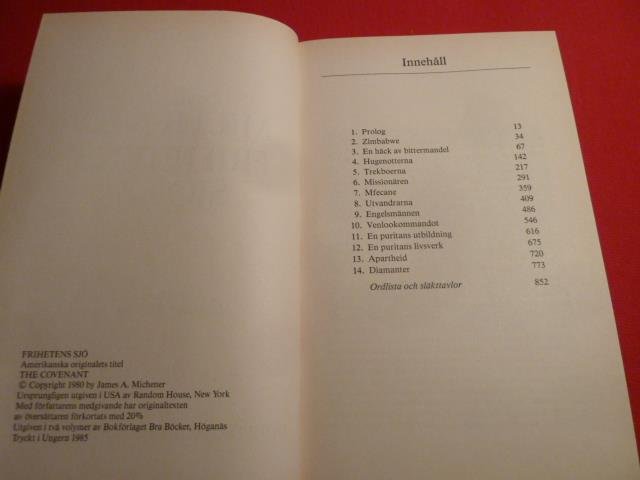 FRIHETENS SJÖ
Amerikanska originalets titel
THE COVENANT
© Copyright 1980 by James A. Michener
Ursprungligen utgiven i USA av Random House, New York
Med författarens medgivande har originaltexten
av översättaren förkortats med 20%
Utgiven i två volymer av Bokförlaget Bra Böcker, Höganäs
Tryckt i Ungern 1985
Innehåll
1. Prolog 13
2. Zimbabwe 34
3. En häck av bittermandel 67
4. Hugenotterna 142
5. Trekboerna 217
6. Missionären 291
7. Mfecane 359
8. Utvandrarna 409
9. Engelsmännen 486
10. Venlookommandot 546
11. En puritans utbildning 616
12. En puritans livsverk 675
13. Apartheid 720
14. Diamanter 773
Ordlista och släkttavlor 852